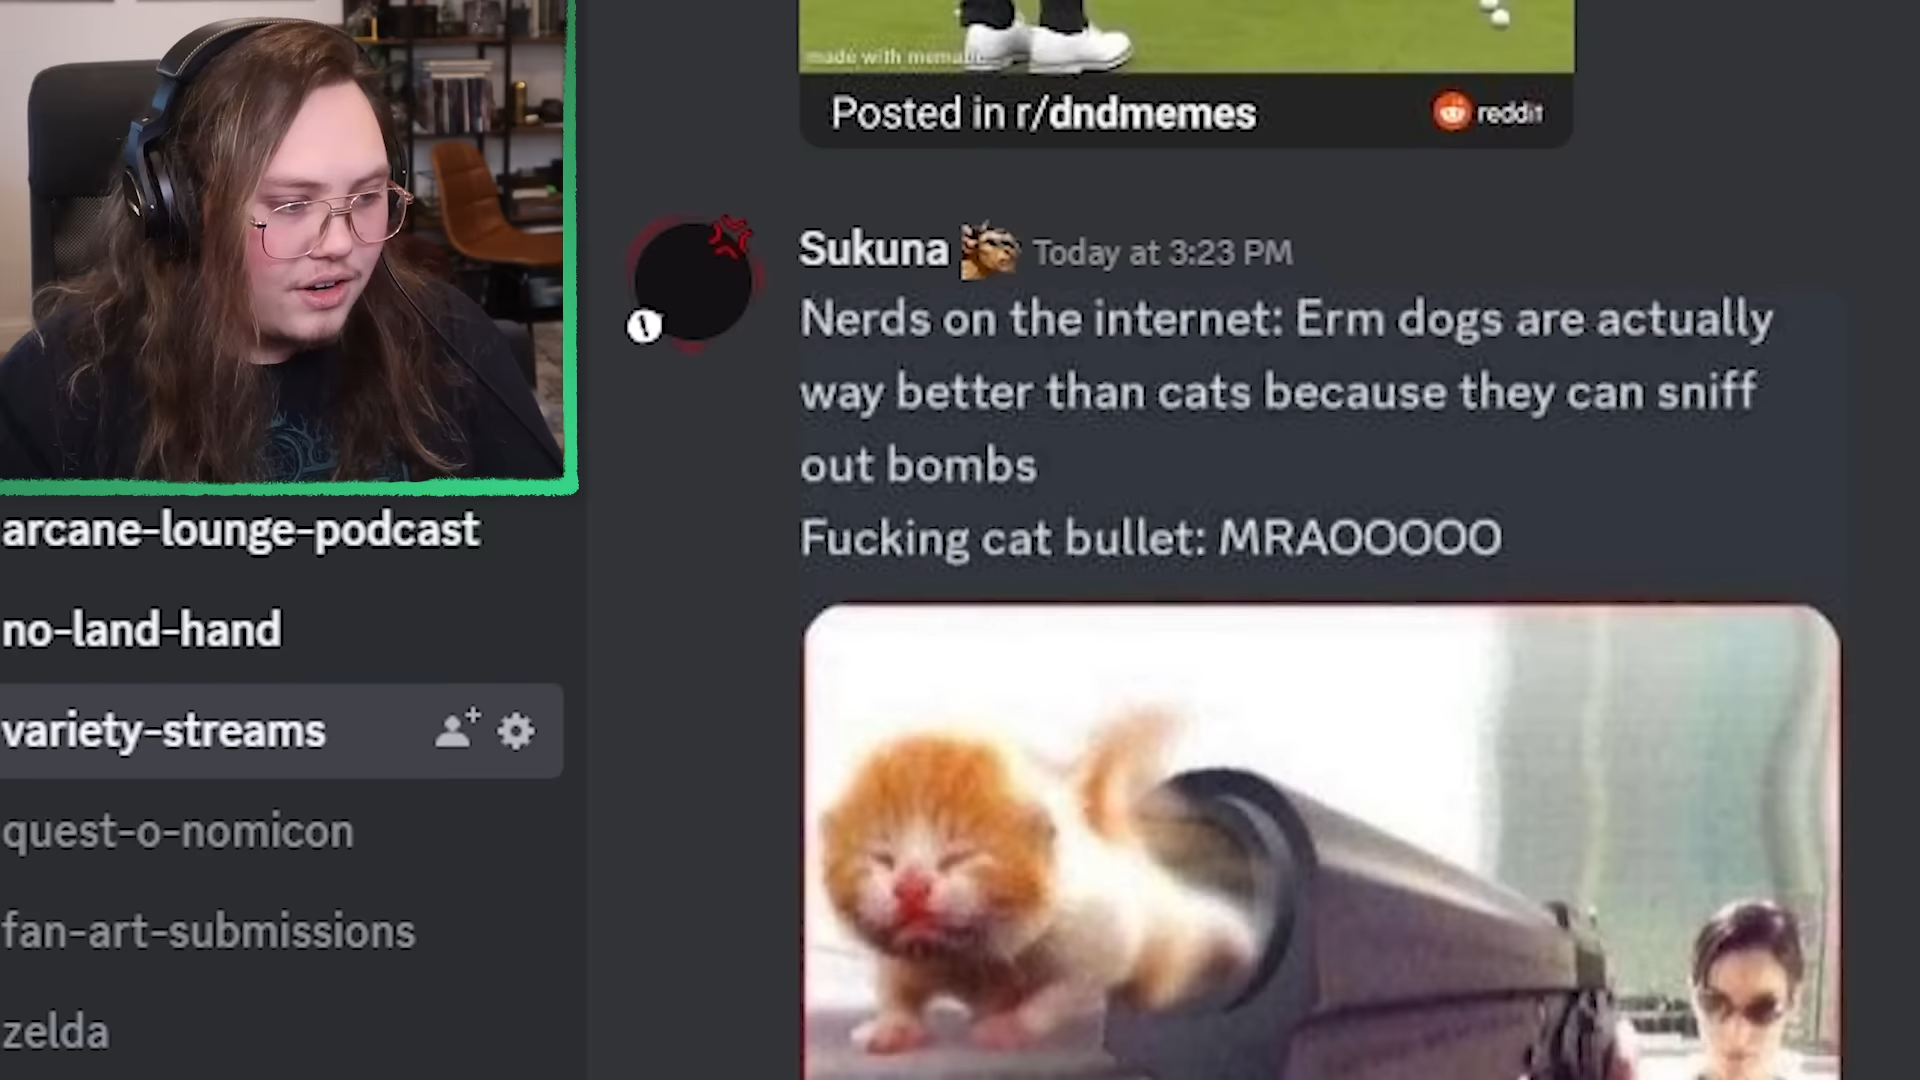 made with mematic
Posted in r/dndmemes
reddit
Sukuna Today at 3:23 PM
Nerds on the internet: Erm dogs are actually
way better than cats because they can sniff
out bombs
Fucking cat bullet: MRAOOOOO
arcane-lounge-podcast
no-land-hand
variety-streams
quest-o-nomicon
fan-art-submissions
zelda